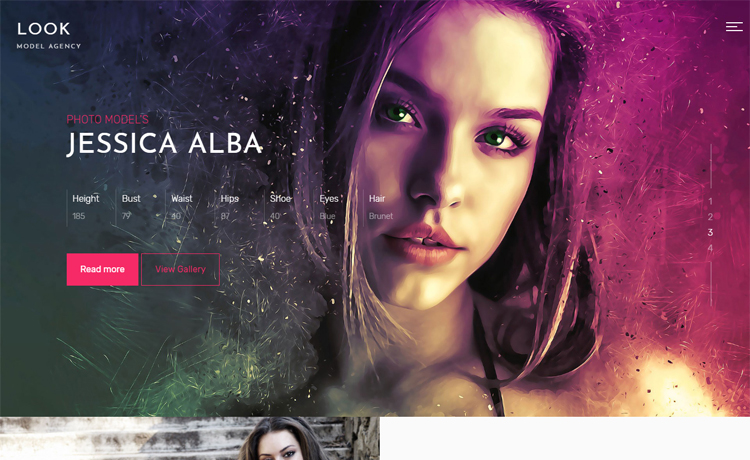 LOOK
MODEL AGENCY
PHOTO MODELS
JESSICA ALBA
Height Bust Waist Hips Shoe Eyes Hair
185 79 40 87 40 Blue Brunet
Read more View Gallery
1
2
3
4